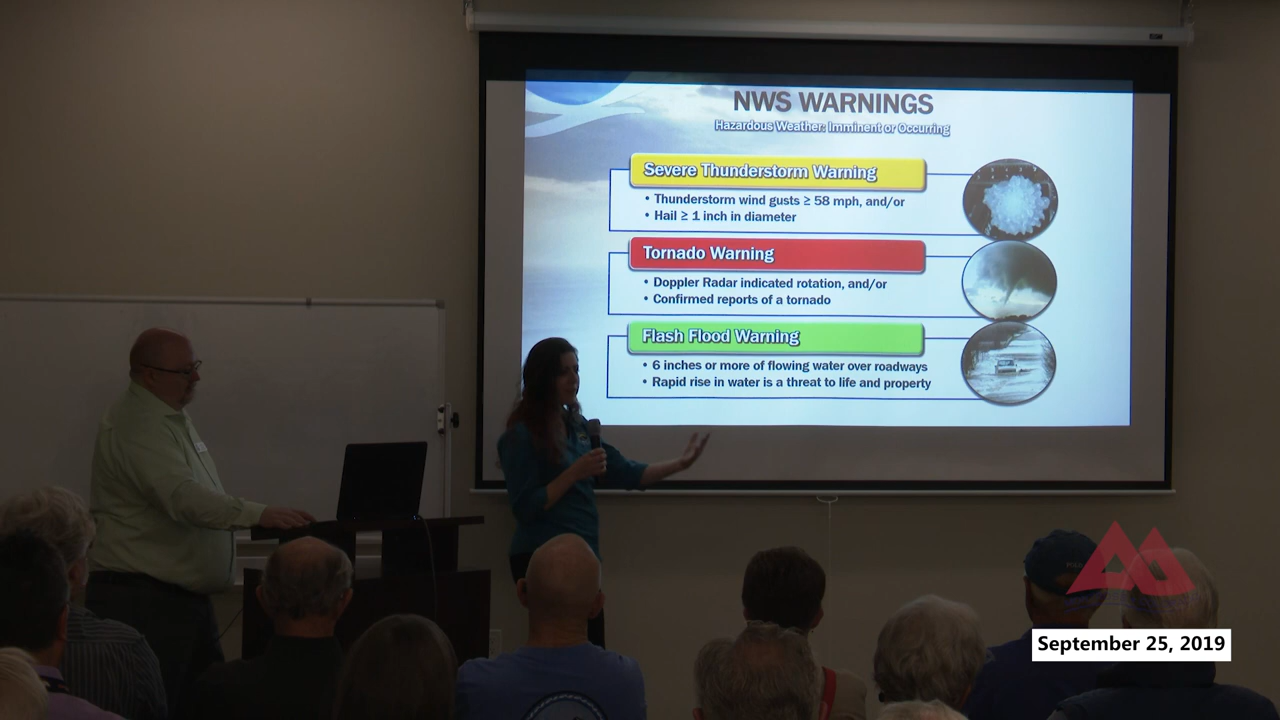 NWS WARNINGS
Hazardous Weather: Imminent or Occurring
Severe Thunderstorm Warning
• Thunderstorm wind gusts ≥ 58 mph, and/or
• Hail ≥ 1 inch in diameter
Tornado Warning
• Doppler Radar indicated rotation, and/or
• Confirmed reports of a tornado
Flash Flood Warning
• 6 inches or more of flowing water over roadways
• Rapid rise in water is a threat to life and property
September 25, 2019